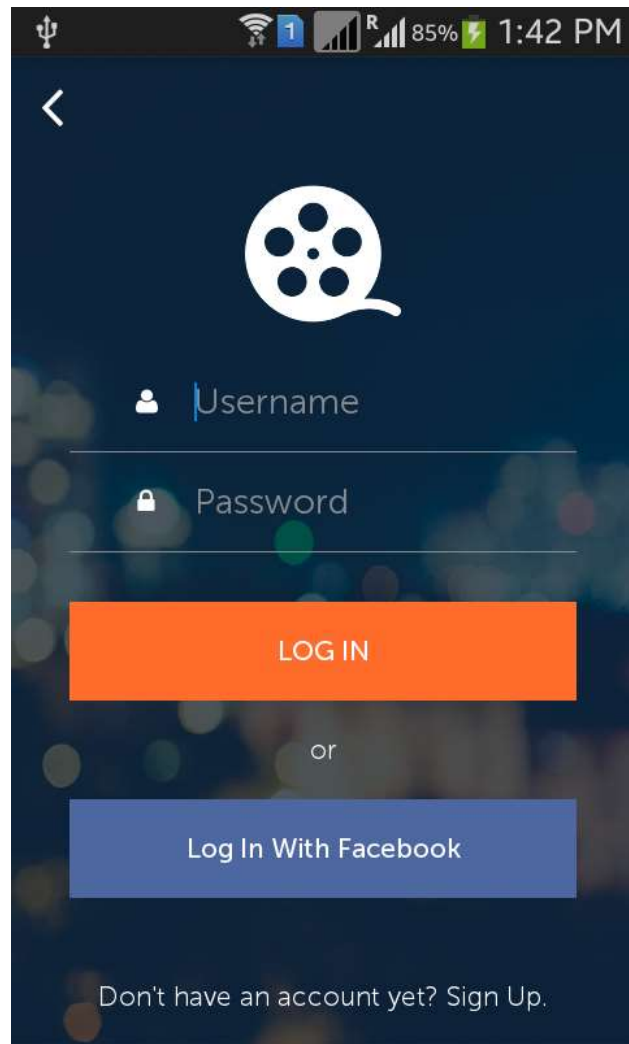 1 R 85% 1:42 PM
Username
Password
LOG IN
or
Log In With Facebook
Don't have an account yet? Sign Up.